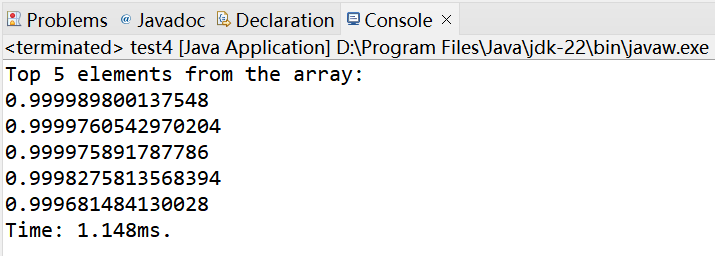 Problems @ Javadoc Declaration Console
<terminated> test4 [Java Application] D:\Program Files\Java\jdk-22\bin\javaw.exe
Top 5 elements from the array:
0.999989800137548
0.9999760542970204
0.999975891787786
0.9998275813568394
0.999681484130028
Time: 1.148ms.